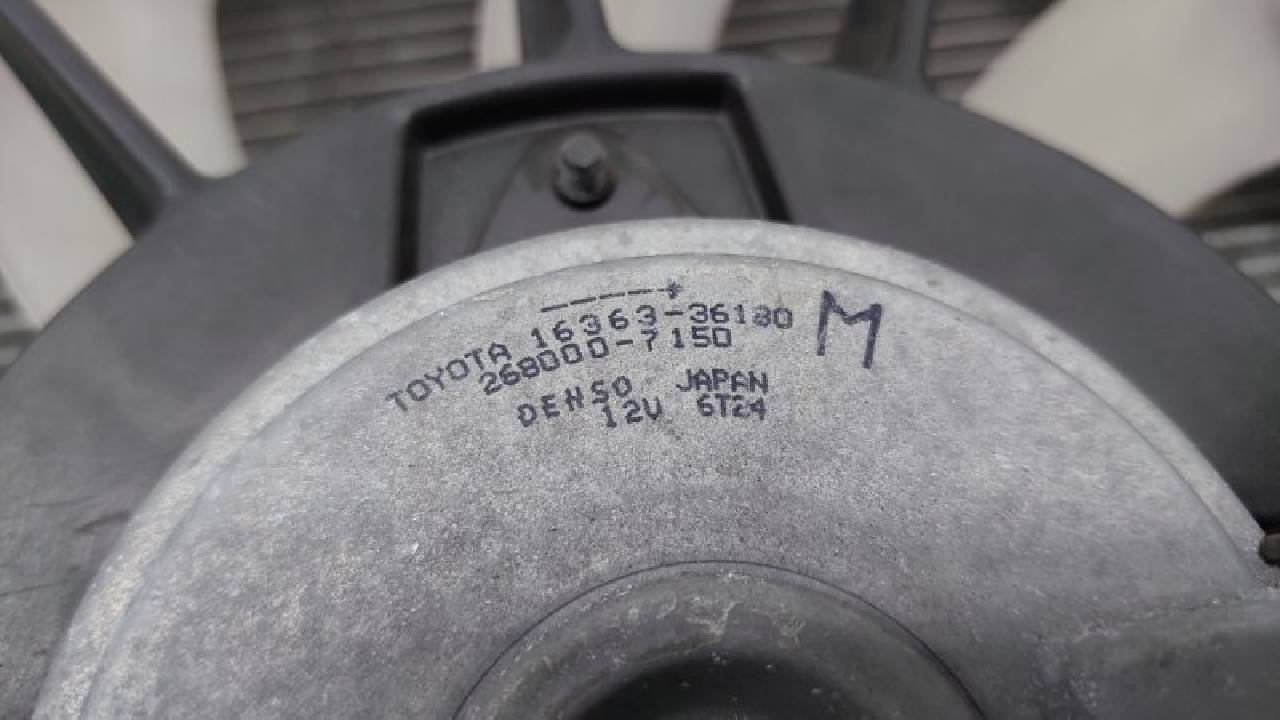 TOYOTA 16363-36180
268000-7150
DENSO JAPAN
12V 6T24
M